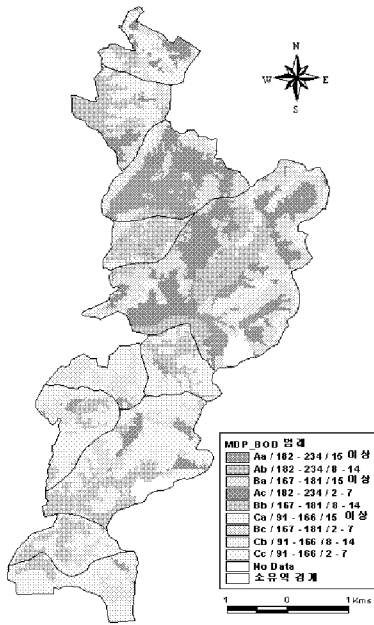 N
W E
S
MDP_BOD 범례
Aa / 182 - 234 / 15 이상
Ab / 182 - 234 / 8 - 14
Ba / 167 - 181 / 15 이상
Ac / 182 - 234 / 2 - 7
Bb / 167 - 181 / 8 - 14
Ca / 91 - 166 / 15 이상
Bc / 167 - 181 / 2 - 7
Cb / 91 - 166 / 8 - 14
Cc / 91 - 166 / 2 - 7
No Data
소유역 경계
1 0 1 Kms